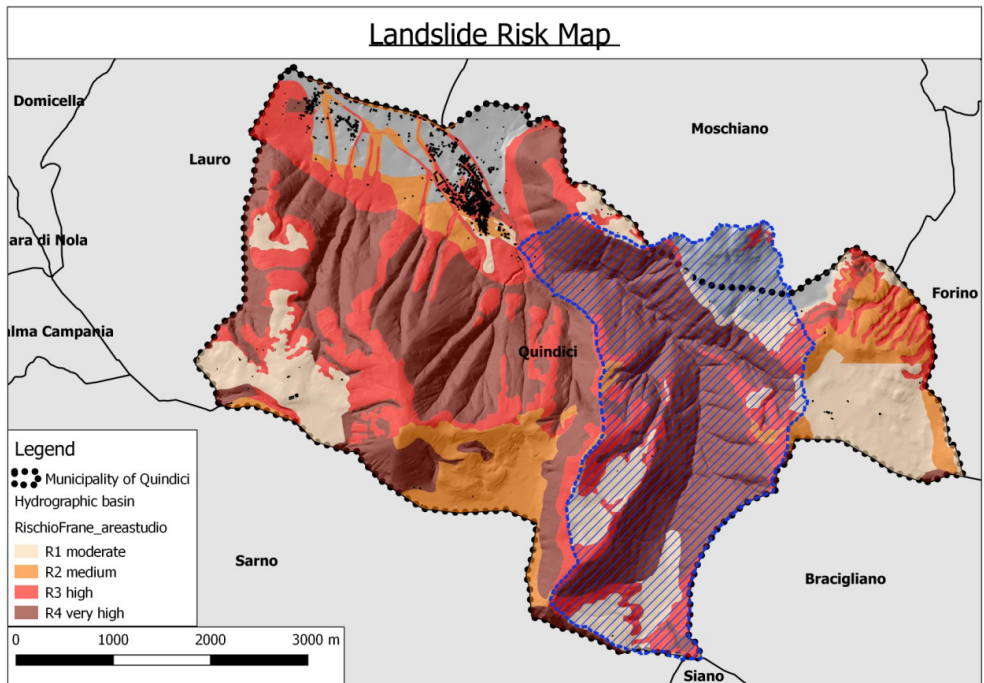 Landslide Risk Map
Domicella
Moschiano
Lauro
ara di Nola
Forino
alma Campania
Quindici
Legend
Municipality of Quindici
Hydrographic basin
RischioFrane_areastudio
R1 moderate
R2 medium
R3 high
R4 very high
Sarno
Bracigliano
0 1000 2000 3000 m
Siano